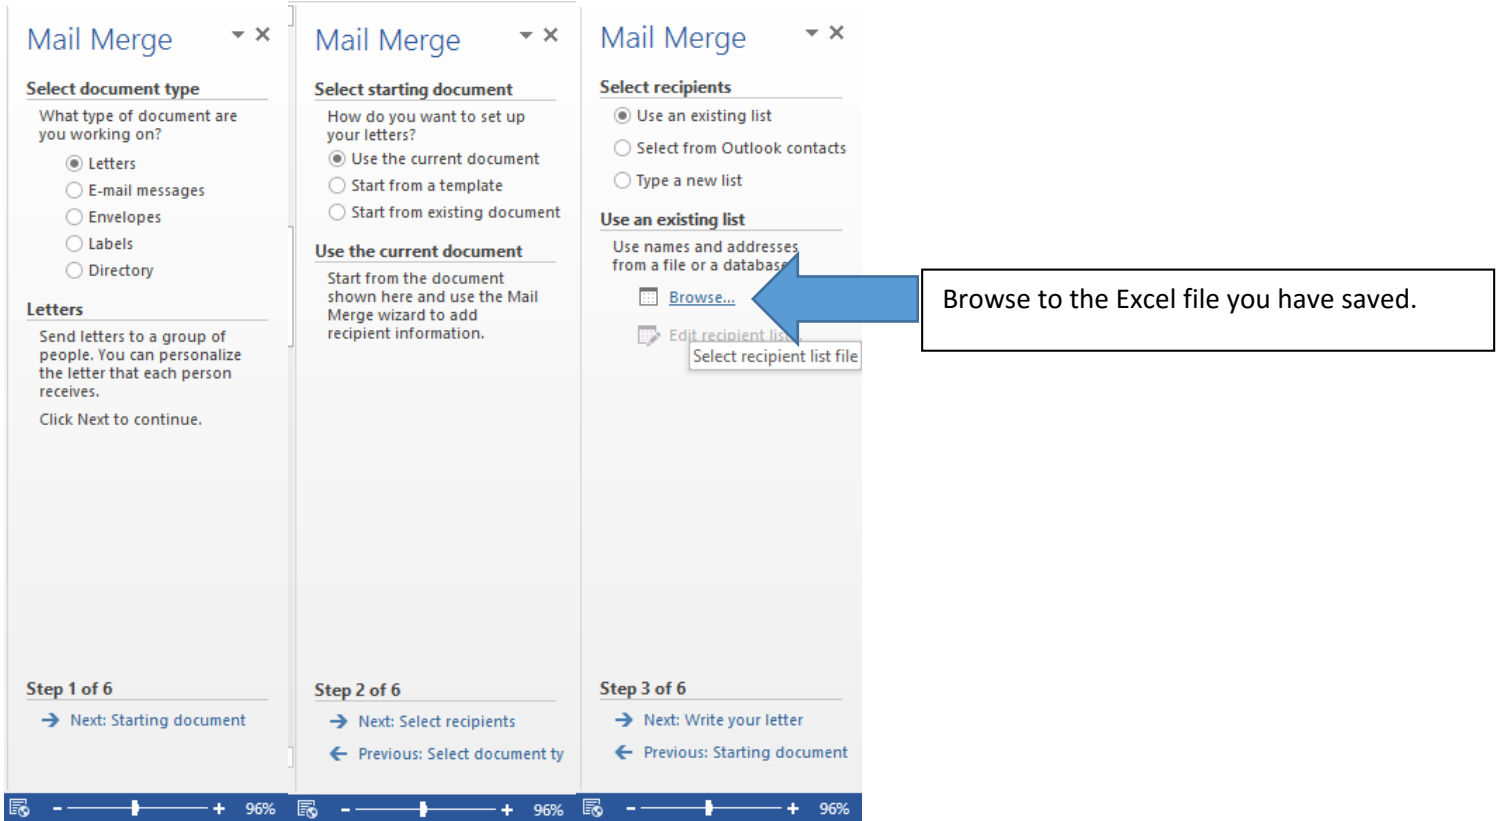 Mail Merge
Select document type
What type of document are
you working on?
Letters
E-mail messages
Envelopes
Labels
Directory
Letters
Send letters to a group of
people. You can personalize
the letter that each person
receives.
Click Next to continue.
Step 1 of 6
Next: Starting document
96%
Mail Merge
Select starting document
How do you want to set up
your letters?
Use the current document
Start from a template
Start from existing document
Use the current document
Start from the document
shown here and use the Mail
Merge wizard to add
recipient information.
Step 2 of 6
Next: Select recipients
Previous: Select document ty
96%
Mail Merge
Select recipients
Use an existing list
Select from Outlook contacts
Type a new list
Use an existing list
Use names and addresses
from a file or a database
Browse...
Edit recipient list
Select recipient list file
Step 3 of 6
Next: Write your letter
Previous: Starting document
96%
Browse to the Excel file you have saved.